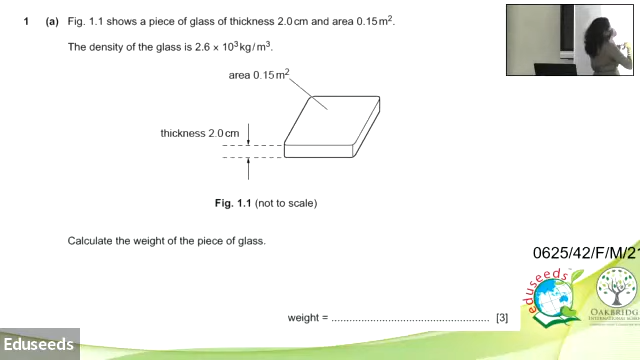 1 (a) Fig. 1.1 shows a piece of glass of thickness 2.0 cm and area 0.15 m².
The density of the glass is 2.6 × 10³ kg/m³.
area 0.15 m²
thickness 2.0 cm
Fig. 1.1 (not to scale)
Calculate the weight of the piece of glass.
0625/42/F/M/21
eduseeds
OAKBRIDGE
INTERNATIONAL SCHOOL
weight = ........................................................ [3]
Eduseeds